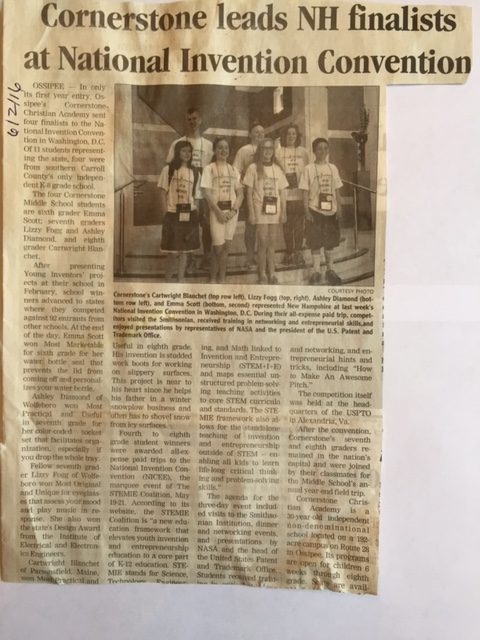 Cornerstone leads NH finalists
at National Invention Convention
6/2/16
OSSIPEE — In only
its first year entry, Os-
sipee's Cornerstone
Christian Academy sent
four finalists to the Na-
tional Invention Conven-
tion in Washington, D.C.
Of 11 students represent-
ing the state, four were
from southern Carroll
County's only indepen-
dent K-8 grade school.
The four Cornerstone
Middle School students
are sixth grader Emma
Scott; seventh graders
Lizzy Fogg and Ashley
Diamond, and eighth
grader Cartwright Blan-
chet.
After presenting
Young Inventors' proj-
ects at their school in
February, school win-
ners advanced to state
where they competed
against 92 entrants from
other schools. At the end
of the day, Emma Scott
won Most Marketable
for sixth grade for her
water bottle seal that
prevents the lid from
coming off and personal-
izes your water bottle.
Ashley Diamond of
Wolfeboro won Most
Practical and Useful
in seventh grade for
her color-coded socket
set that facilitates organ-
ization, especially if
you drop the whole tray.
Fellow seventh grad-
er Lizzy Fogg of Wolfe-
boro won Most Original
and Unique for eyeglass-
es that assess your mood
and play music in re-
sponse. She also won
the state's Design Award
from the Institute of
Electrical and Electron-
ics Engineers.
Cartwright Blanchet
of Parsonsfield, Maine,
won Most Practical and
COURTESY PHOTO
Cornerstone's Cartwright Blanchet (top row left), Lizzy Fogg (top, right), Ashley Diamond (bot-
tom row left), and Emma Scott (bottom, second) represented New Hampshire at last week's
National Invention Convention in Washington, D.C. During their all-expense paid trip, compet-
itors visited the Smithsonian, received training in networking and entrepreneurial skills,and
enjoyed presentations by representatives of NASA and the president of the U.S. Patent and
Trademark Office.
Useful in eighth grade.
His invention is studded
work boots for working
on slippery surfaces.
This project is near to
his heart since he helps
his father in a winter
snowplow business and
often has to shovel snow
from icy surfaces.
Fourth to eighth
grade student winners
were awarded all-ex-
pense paid trips to the
National Invention Con-
vention (NICEE), the
marquee event of The
STEMIE Coalition, May
19-21. According to its
website, the STEMIE
Coalition is "a new edu-
cation framework that
elevates youth invention
and entrepreneurship
education to a core part
of K-12 education. STE-
MIE stands for Science,
Technology, Engineer-
ing, and Math linked to
Invention and Entrepre-
neurship (STEM+I+E)
and maps essential un-
structured problem-solv-
ing teaching activities
to core STEM curricula
and standards. The STE-
MIE framework also al-
lows for the standalone
teaching of invention
and entrepreneurship
outside of STEM – en-
abling all kids to learn
life-long critical think-
ing and problem-solving
skills."
The agenda for the
three-day event includ-
ed visits to the Smithso-
nian Institution, dinner
and networking events,
and presentations by
NASA and the head of
the United States Patent
and Trademark Office.
Students received train-
and networking, and en-
trepreneurial hints and
tricks, including "How
to Make An Awesome
Pitch."
The competition itself
was held at the head-
quarters of the USPTO
in Alexandria, Va.
After the convention,
Cornerstone's seventh
and eighth graders re-
mained in the nation's
capital and were joined
by their classmates for
the Middle School's an-
nual year end field trip.
Cornerstone Chris-
tian Academy is a
30-year-old independent
non-denominational
school located on a 192-
acre campus on Route 28
in Ossipee. Its programs
are open for children 6
weeks through eighth
grade. are avail-